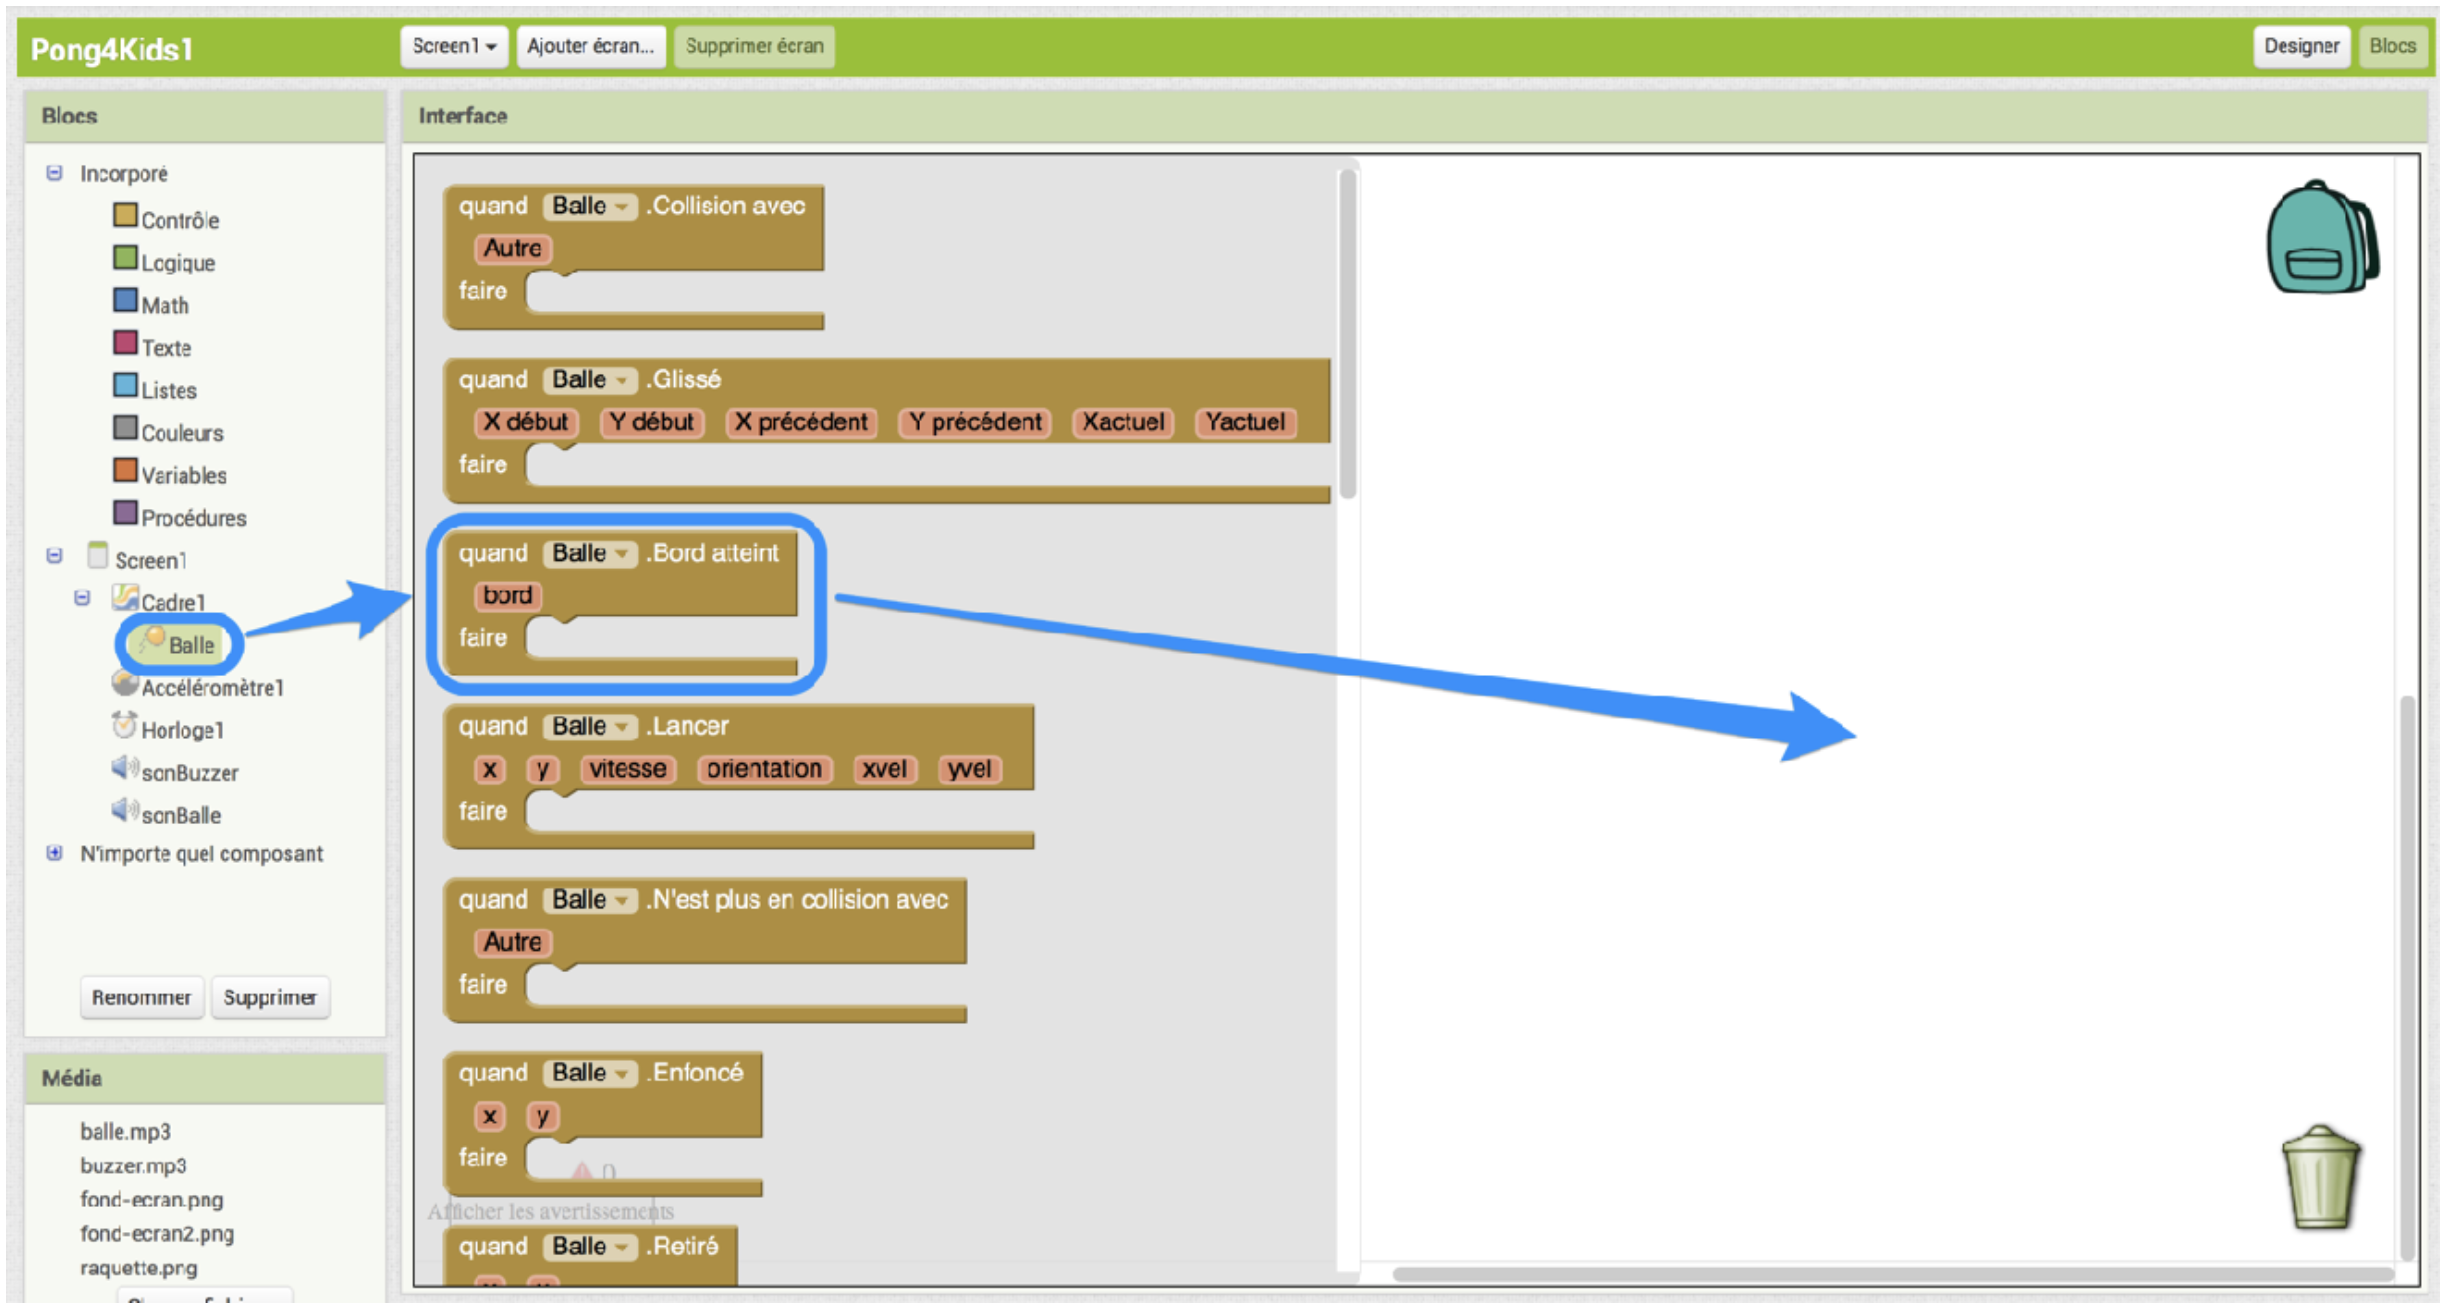 Pong4Kids1
Screen1 Ajouter écran... Supprimer écran
Designer Blocs
Blocs
Incorporé
Contrôle
Logique
Math
Texte
Listes
Couleurs
Variables
Procédures
Screen1
Cadre1
Balle
Accéléromètre1
Horloge1
sonBuzzer
sonBalle
N'importe quel composant
Renommer Supprimer
Média
balle.mp3
buzzer.mp3
fond-ecran.png
fond-ecran2.png
raquette.png
Interface
quand Balle .Collision avec
Autre
faire
quand Balle .Glissé
X début Y début X précédent Y précédent Xactuel Yactuel
faire
quand Balle .Bord atteint
bord
faire
quand Balle .Lancer
x y vitesse orientation xvel yvel
faire
quand Balle .N'est plus en collision avec
Autre
faire
quand Balle .Enfoncé
x y
faire
0
Afficher les avertissements
quand Balle .Retiré